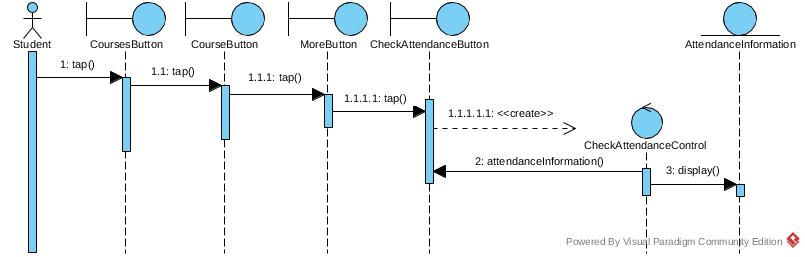 Student
CoursesButton
CourseButton
MoreButton
CheckAttendanceButton
AttendanceInformation
1: tap()
1.1: tap()
1.1.1: tap()
1.1.1.1: tap()
1.1.1.1.1: <<create>>
CheckAttendanceControl
2: attendanceInformation()
3: display()
Powered By Visual Paradigm Community Edition